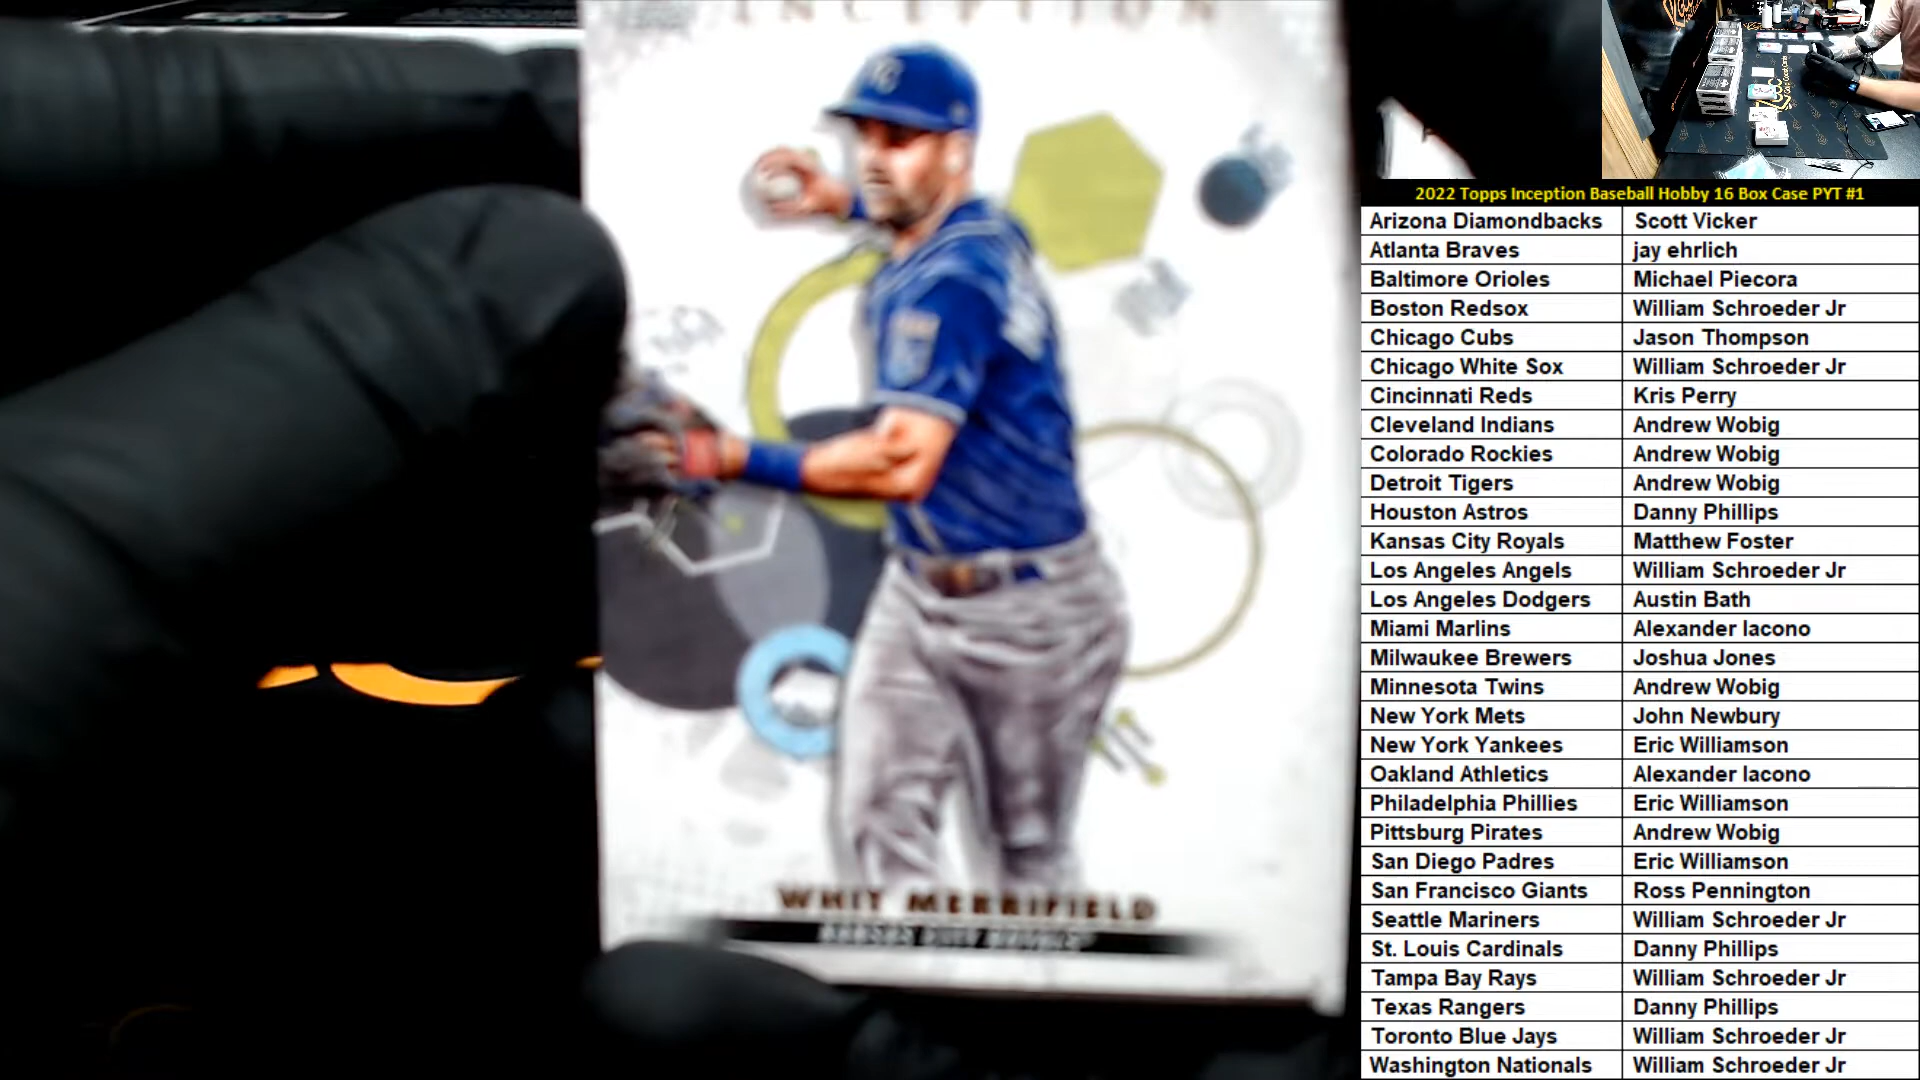 INCEPTION
KC
WHIT MERRIFIELD
KANSAS CITY ROYALS
2022 Topps Inception Baseball Hobby 16 Box Case PYT #1
Arizona Diamondbacks Scott Vicker
Atlanta Braves jay ehrlich
Baltimore Orioles Michael Piecora
Boston Redsox William Schroeder Jr
Chicago Cubs Jason Thompson
Chicago White Sox William Schroeder Jr
Cincinnati Reds Kris Perry
Cleveland Indians Andrew Wobig
Colorado Rockies Andrew Wobig
Detroit Tigers Andrew Wobig
Houston Astros Danny Phillips
Kansas City Royals Matthew Foster
Los Angeles Angels William Schroeder Jr
Los Angeles Dodgers Austin Bath
Miami Marlins Alexander Iacono
Milwaukee Brewers Joshua Jones
Minnesota Twins Andrew Wobig
New York Mets John Newbury
New York Yankees Eric Williamson
Oakland Athletics Alexander Iacono
Philadelphia Phillies Eric Williamson
Pittsburg Pirates Andrew Wobig
San Diego Padres Eric Williamson
San Francisco Giants Ross Pennington
Seattle Mariners William Schroeder Jr
St. Louis Cardinals Danny Phillips
Tampa Bay Rays William Schroeder Jr
Texas Rangers Danny Phillips
Toronto Blue Jays William Schroeder Jr
Washington Nationals William Schroeder Jr